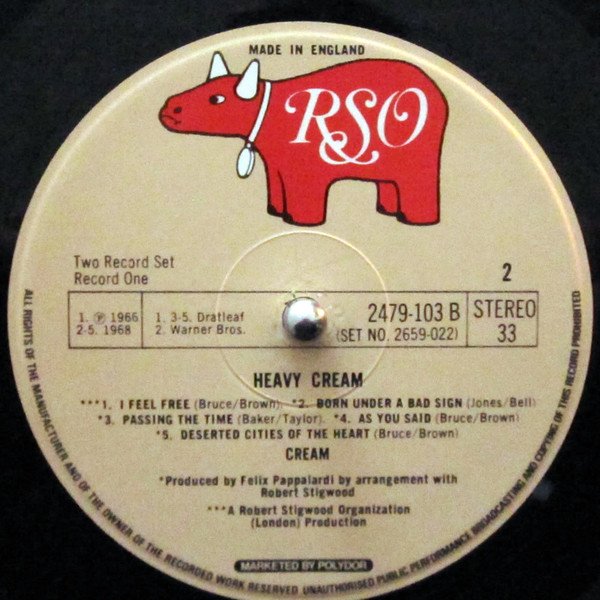 MADE IN ENGLAND
RSO
Two Record Set
Record One
2
1. ℗ 1966
2-5. 1968
1. 3-5. Dratleaf
2. Warner Bros.
2479-103 B
(SET NO. 2659-022)
STEREO
33
HEAVY CREAM
***1. I FEEL FREE (Bruce/Brown). *2. BORN UNDER A BAD SIGN (Jones/Bell)
*3. PASSING THE TIME (Baker/Taylor). *4. AS YOU SAID (Bruce/Brown)
*5. DESERTED CITIES OF THE HEART (Bruce/Brown)
CREAM
*Produced by Felix Pappalardi by arrangement with
Robert Stigwood
***A Robert Stigwood Organization
(London) Production
MARKETED BY POLYDOR
ALL RIGHTS OF THE MANUFACTURER AND OF THE OWNER OF THE RECORDED WORK RESERVED UNAUTHORISED PUBLIC PERFORMANCE BROADCASTING AND COPYING OF THIS RECORD PROHIBITED